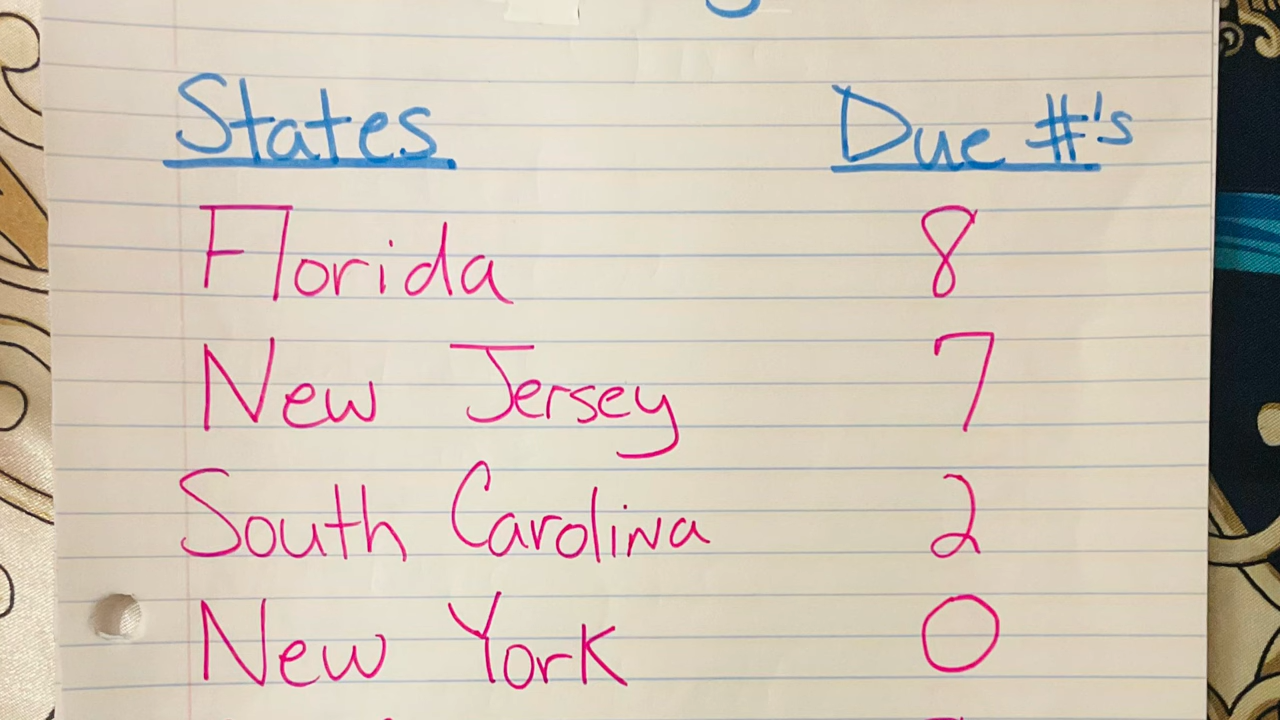 States Due #'s
Florida 8
New Jersey 7
South Carolina 2
New York 0